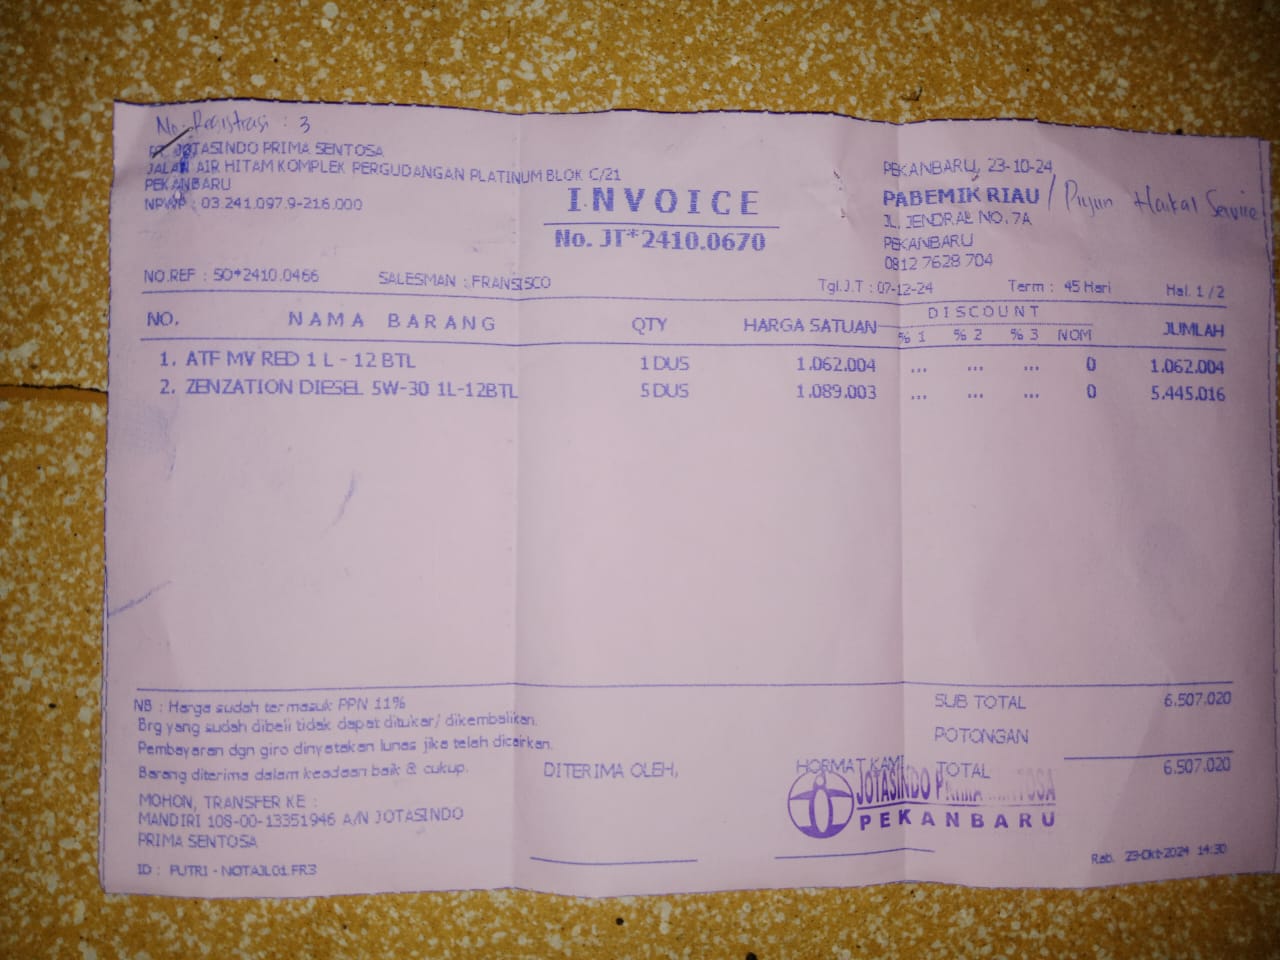 No. Registrasi : 3
PT. JOTASINDO PRIMA SENTOSA
JALAN AIR HITAM KOMPLEK PERGUDANGAN PLATINUM BLOK C/21
PEKANBARU
NPWP : 03.241.097.9-216.000
INVOICE
No. JT*2410.0670
PEKANBARU, 23-10-24
PABEMIK RIAU / Haikal Service
JL. JENDRAL NO.7A
PEKANBARU
0812 7628 704
NO.REF : SO*2410.0466 SALESMAN : FRANSISCO Tgl.J.T : 07-12-24 Term : 45 Hari Hal. 1 / 2
NO. NAMA BARANG QTY HARGA SATUAN DISCOUNT JUMLAH
% 1 % 2 % 3 NOM
1. ATF MV RED 1 L - 12 BTL 1 DUS 1.062.004 ... ... ... 0 1.062.004
2. ZENZATION DIESEL 5W-30 1L-12BTL 5 DUS 1.089.003 ... ... ... 0 5.445.016
NB : Harga sudah termasuk PPN 11%
Brg yang sudah dibeli tidak dapat ditukar/ dikembalikan.
Pembayaran dgn giro dinyatakan lunas jika telah dicairkan.
Barang diterima dalam keadaan baik & cukup.
MOHON, TRANSFER KE :
MANDIRI 108-00-13351946 A/N JOTASINDO
PRIMA SENTOSA
ID : PUTRI - NOTAJL01.FR3
DITERIMA OLEH,
HORMAT KAMI
JOTASINDO PRIMA SENTOSA
PEKANBARU
SUB TOTAL 6.507.020
POTONGAN
TOTAL 6.507.020
Rab. 23-Okt-2024 14:30